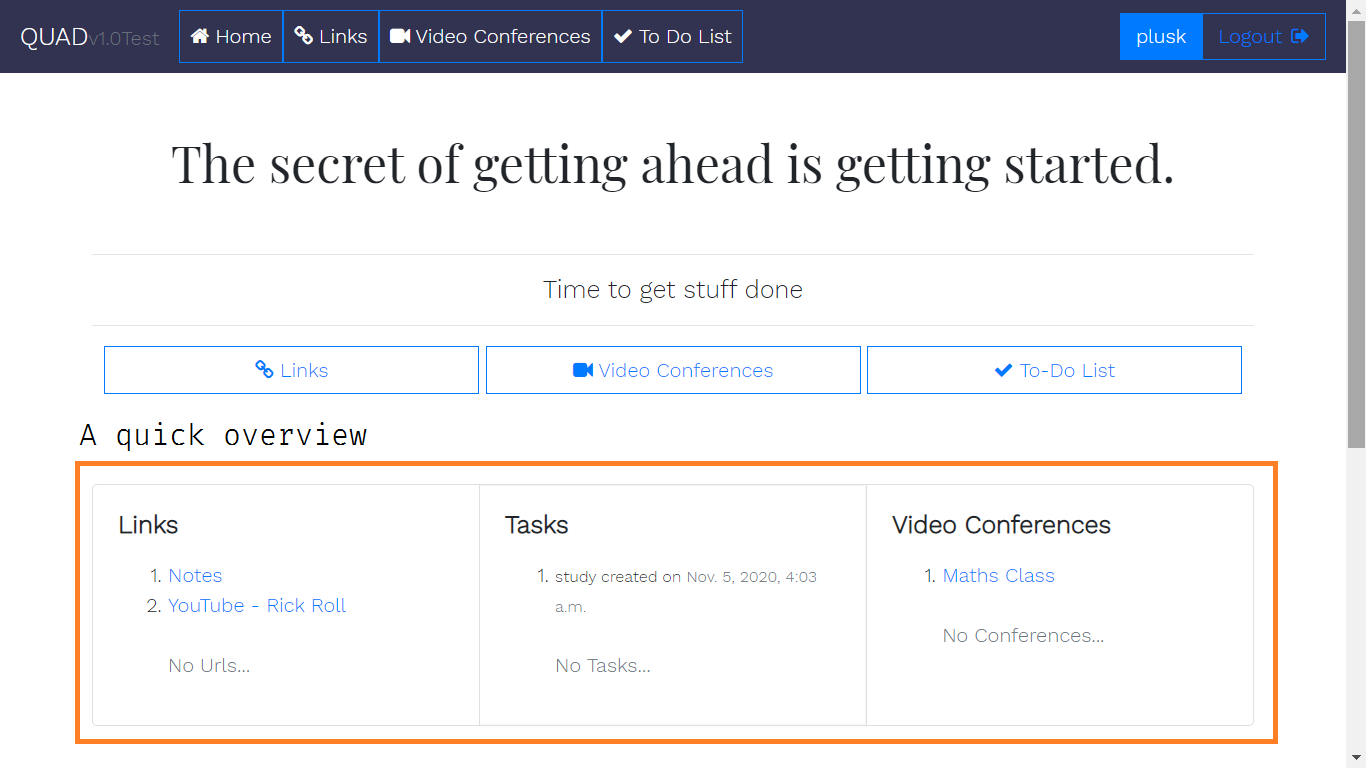 QUADv1.0Test Home Links Video Conferences To Do List plusk Logout
The secret of getting ahead is getting started.
Time to get stuff done
Links Video Conferences To-Do List
A quick overview
Links
1. Notes
2. YouTube - Rick Roll
No Urls...
Tasks
1. study created on Nov. 5, 2020, 4:03
a.m.
No Tasks...
Video Conferences
1. Maths Class
No Conferences...